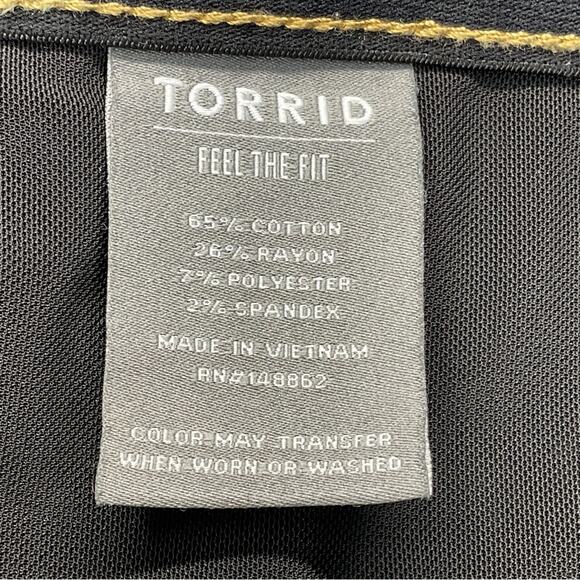 TORRID
FEEL THE FIT
65% COTTON
26% RAYON
7% POLYESTER
2% SPANDEX
MADE IN VIETNAM
RN#148862
COLOR MAY TRANSFER
WHEN WORN OR WASHED